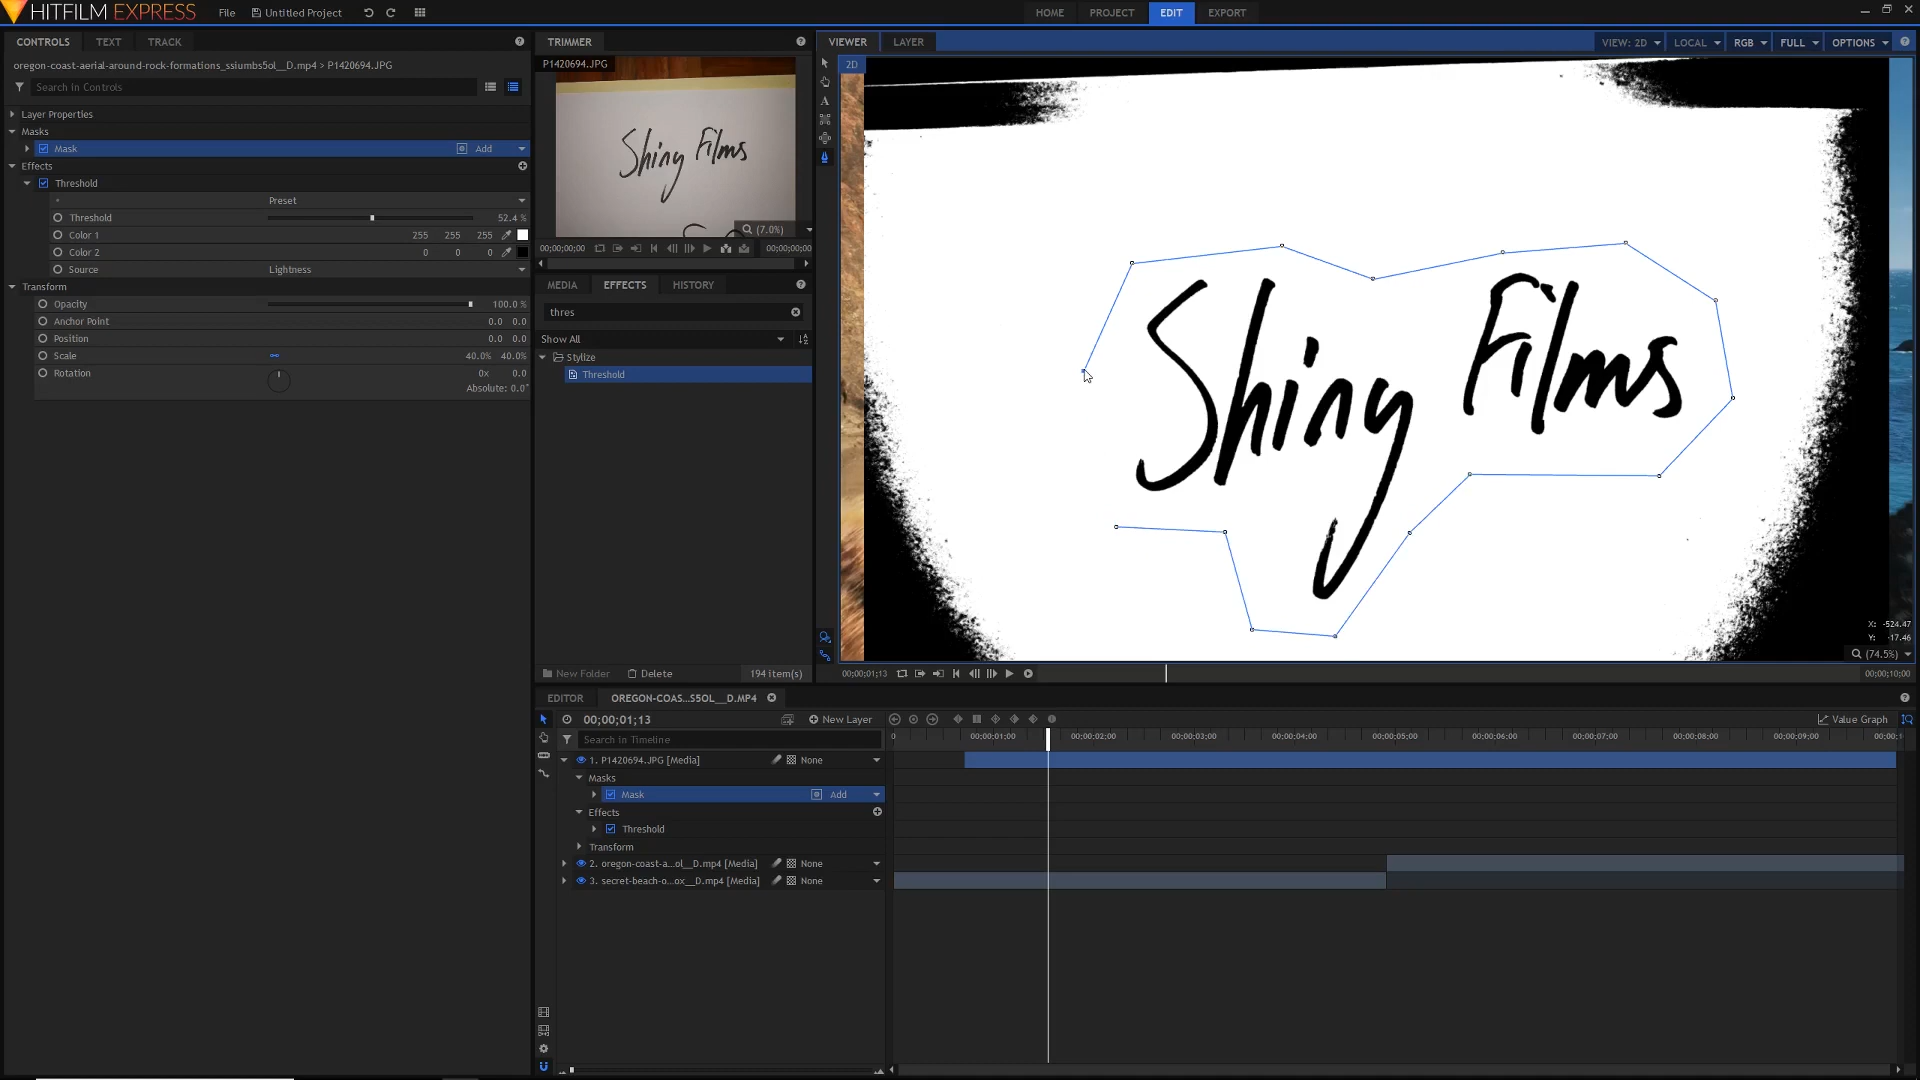 HITFILM EXPRESS File Untitled Project HOME PROJECT EDIT EXPORT
CONTROLS TEXT TRACK
oregon-coast-aerial-around-rock-formations_ssiumbs5ol__D.mp4 > P1420694.JPG
Search in Controls
Layer Properties
Masks
Mask Add
Effects
Threshold
Preset
Threshold 52.4 %
Color 1 255 255 255
Color 2 0 0 0
Source Lightness
Transform
Opacity 100.0 %
Anchor Point 0.0 0.0
Position 0.0 0.0
Scale 40.0% 40.0%
Rotation 0x 0.0
Absolute: 0.0°
TRIMMER
P1420694.JPG
Shiny Films
(7.0%)
00;00;00;00 00;00;00;00
MEDIA EFFECTS HISTORY
thres
Show All
Stylize
Threshold
New Folder Delete 194 item(s)
VIEWER LAYER VIEW: 2D LOCAL RGB FULL OPTIONS
2D
A
Shiny Films
X: -524.47
Y: -17.46
(74.5%)
00;00;01;13 00;00;10;00
EDITOR OREGON-COAS...S5OL__D.MP4
00;00;01;13 New Layer Value Graph
Search in Timeline
0 00;00;01;00 00;00;02;00 00;00;03;00 00;00;04;00 00;00;05;00 00;00;06;00 00;00;07;00 00;00;08;00 00;00;09;00
1. P1420694.JPG [Media] None
Masks
Mask Add
Effects
Threshold
Transform
2. oregon-coast-a...ol__D.mp4 [Media] None
3. secret-beach-o...ox__D.mp4 [Media] None